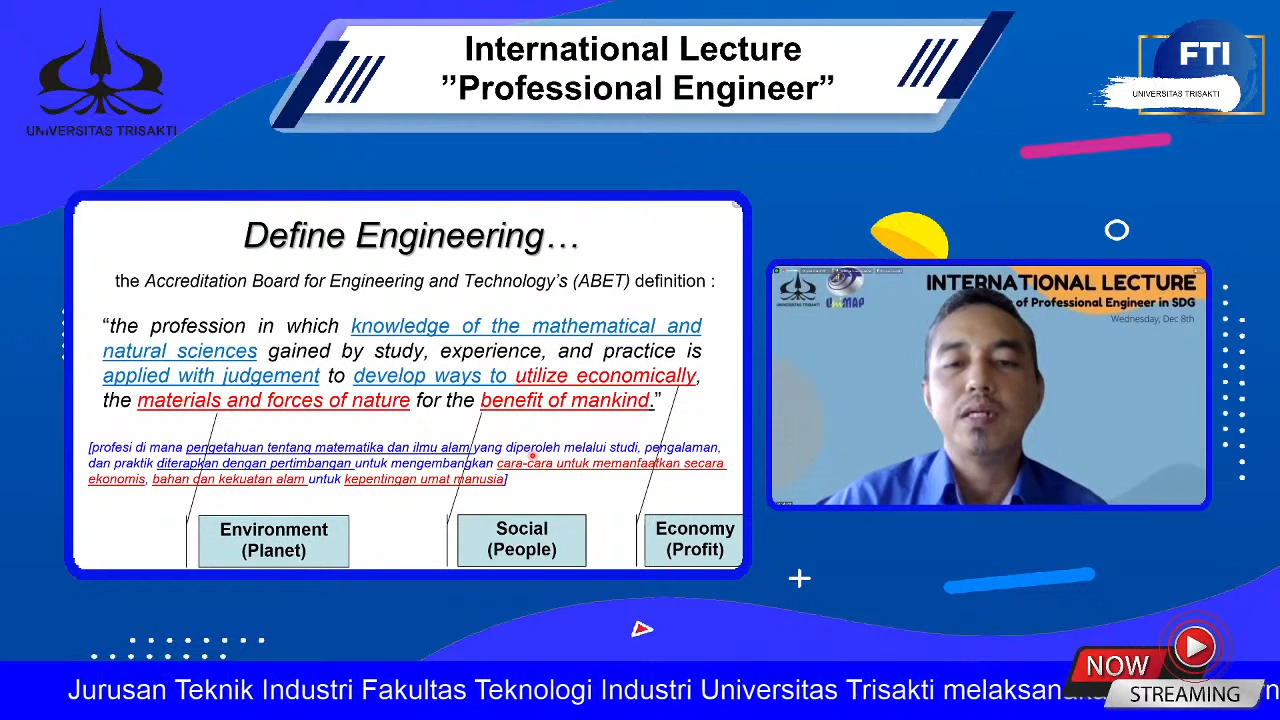 International Lecture
”Professional Engineer”
UNIVERSITAS TRISAKTI
FTI
UNIVERSITAS TRISAKTI
Define Engineering…
the Accreditation Board for Engineering and Technology’s (ABET) definition :
“the profession in which knowledge of the mathematical and
natural sciences gained by study, experience, and practice is
applied with judgement to develop ways to utilize economically,
the materials and forces of nature for the benefit of mankind.”
[profesi di mana pengetahuan tentang matematika dan ilmu alam yang diperoleh melalui studi, pengalaman,
dan praktik diterapkan dengan pertimbangan untuk mengembangkan cara-cara untuk memanfaatkan secara
ekonomis, bahan dan kekuatan alam untuk kepentingan umat manusia]
Environment
(Planet)
Social
(People)
Economy
(Profit)
INTERNATIONAL LECTURE
of Professional Engineer in SDG
Wednesday, Dec 8th
UniMAP
Jurusan Teknik Industri Fakultas Teknologi Industri Universitas Trisakti
NOW
STREAMING